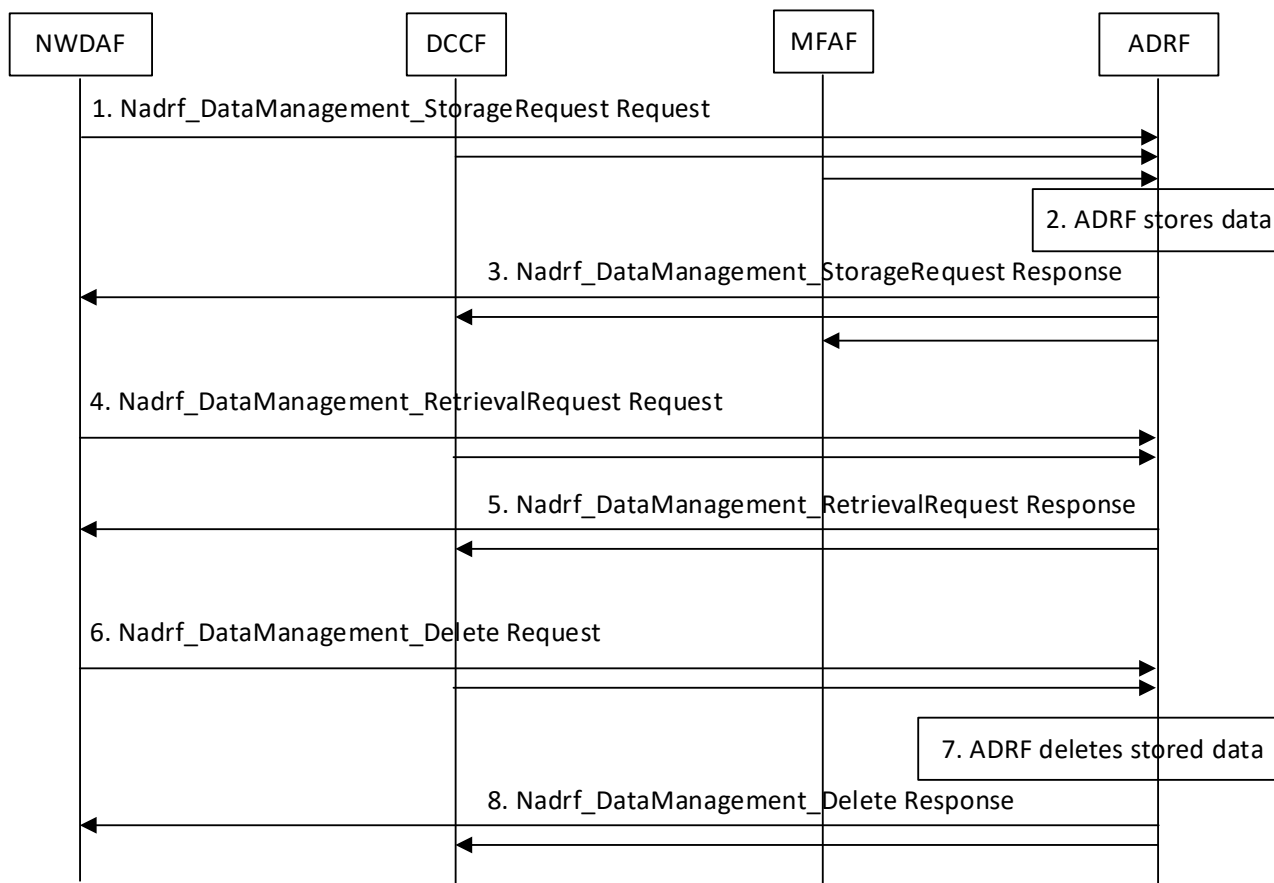 NWDAF
DCCF
MFAF
ADRF
1. Nadrf_DataManagement_StorageRequest Request
2. ADRF stores data
3. Nadrf_DataManagement_StorageRequest Response
4. Nadrf_DataManagement_RetrievalRequest Request
5. Nadrf_DataManagement_RetrievalRequest Response
6. Nadrf_DataManagement_Delete Request
7. ADRF deletes stored data
8. Nadrf_DataManagement_Delete Response